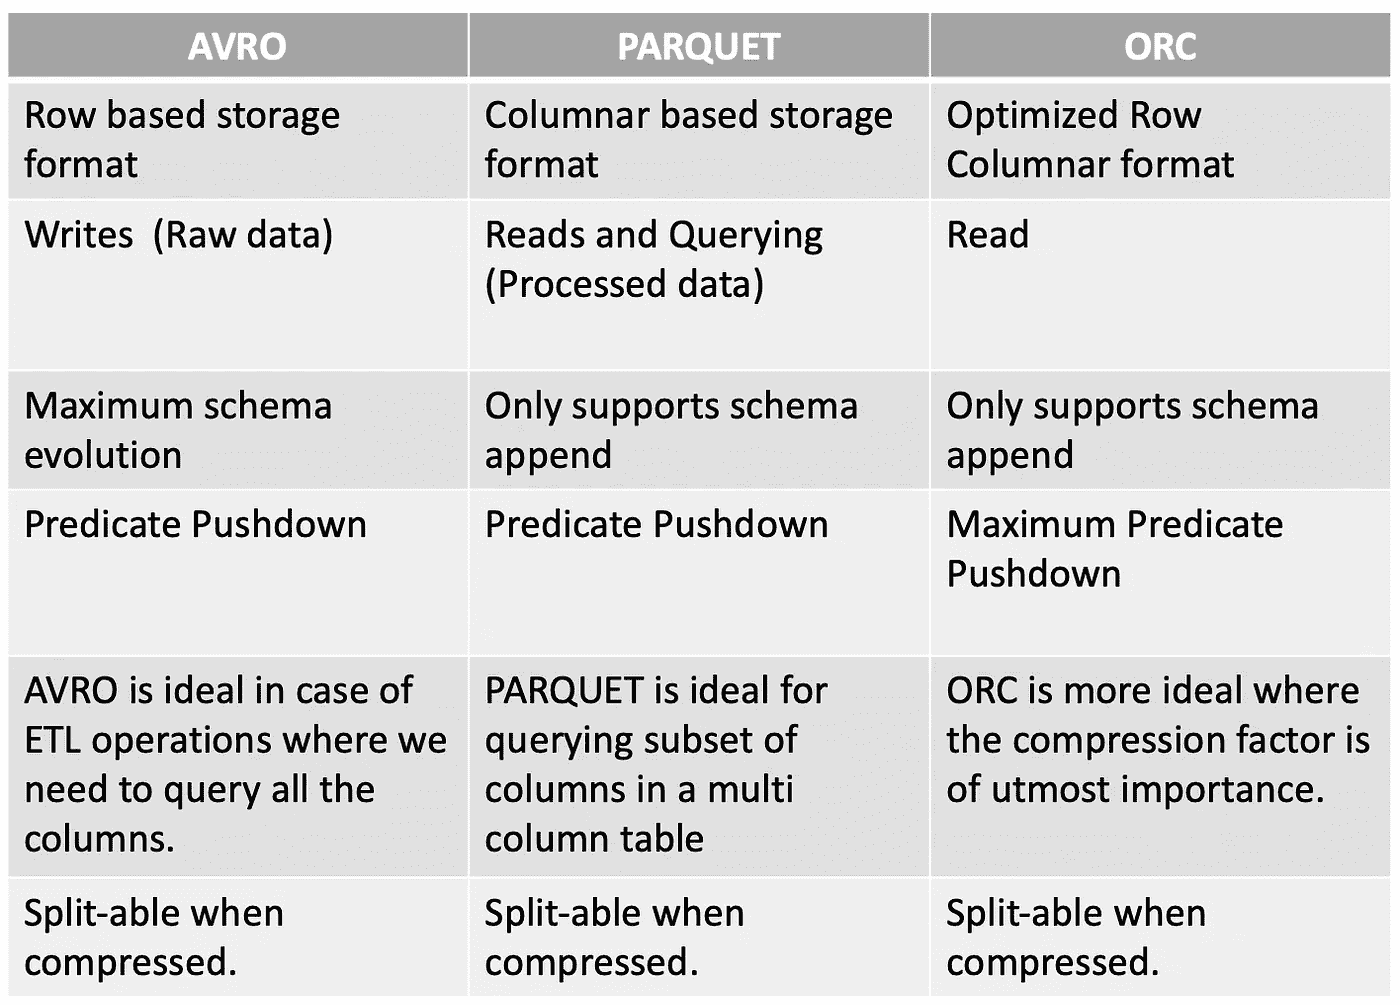 AVRO
PARQUET
ORC
Row based storage
format
Columnar based storage
format
Optimized Row
Columnar format
Writes  (Raw data)
Reads and Querying
(Processed data)
Read
Maximum schema
evolution
Only supports schema
append
Only supports schema
append
Predicate Pushdown
Predicate Pushdown
Maximum Predicate
Pushdown
AVRO is ideal in case of
ETL operations where we
need to query all the
columns.
PARQUET is ideal for
querying subset of
columns in a multi
column table
ORC is more ideal where
the compression factor is
of utmost importance.
Split-able when
compressed.
Split-able when
compressed.
Split-able when
compressed.